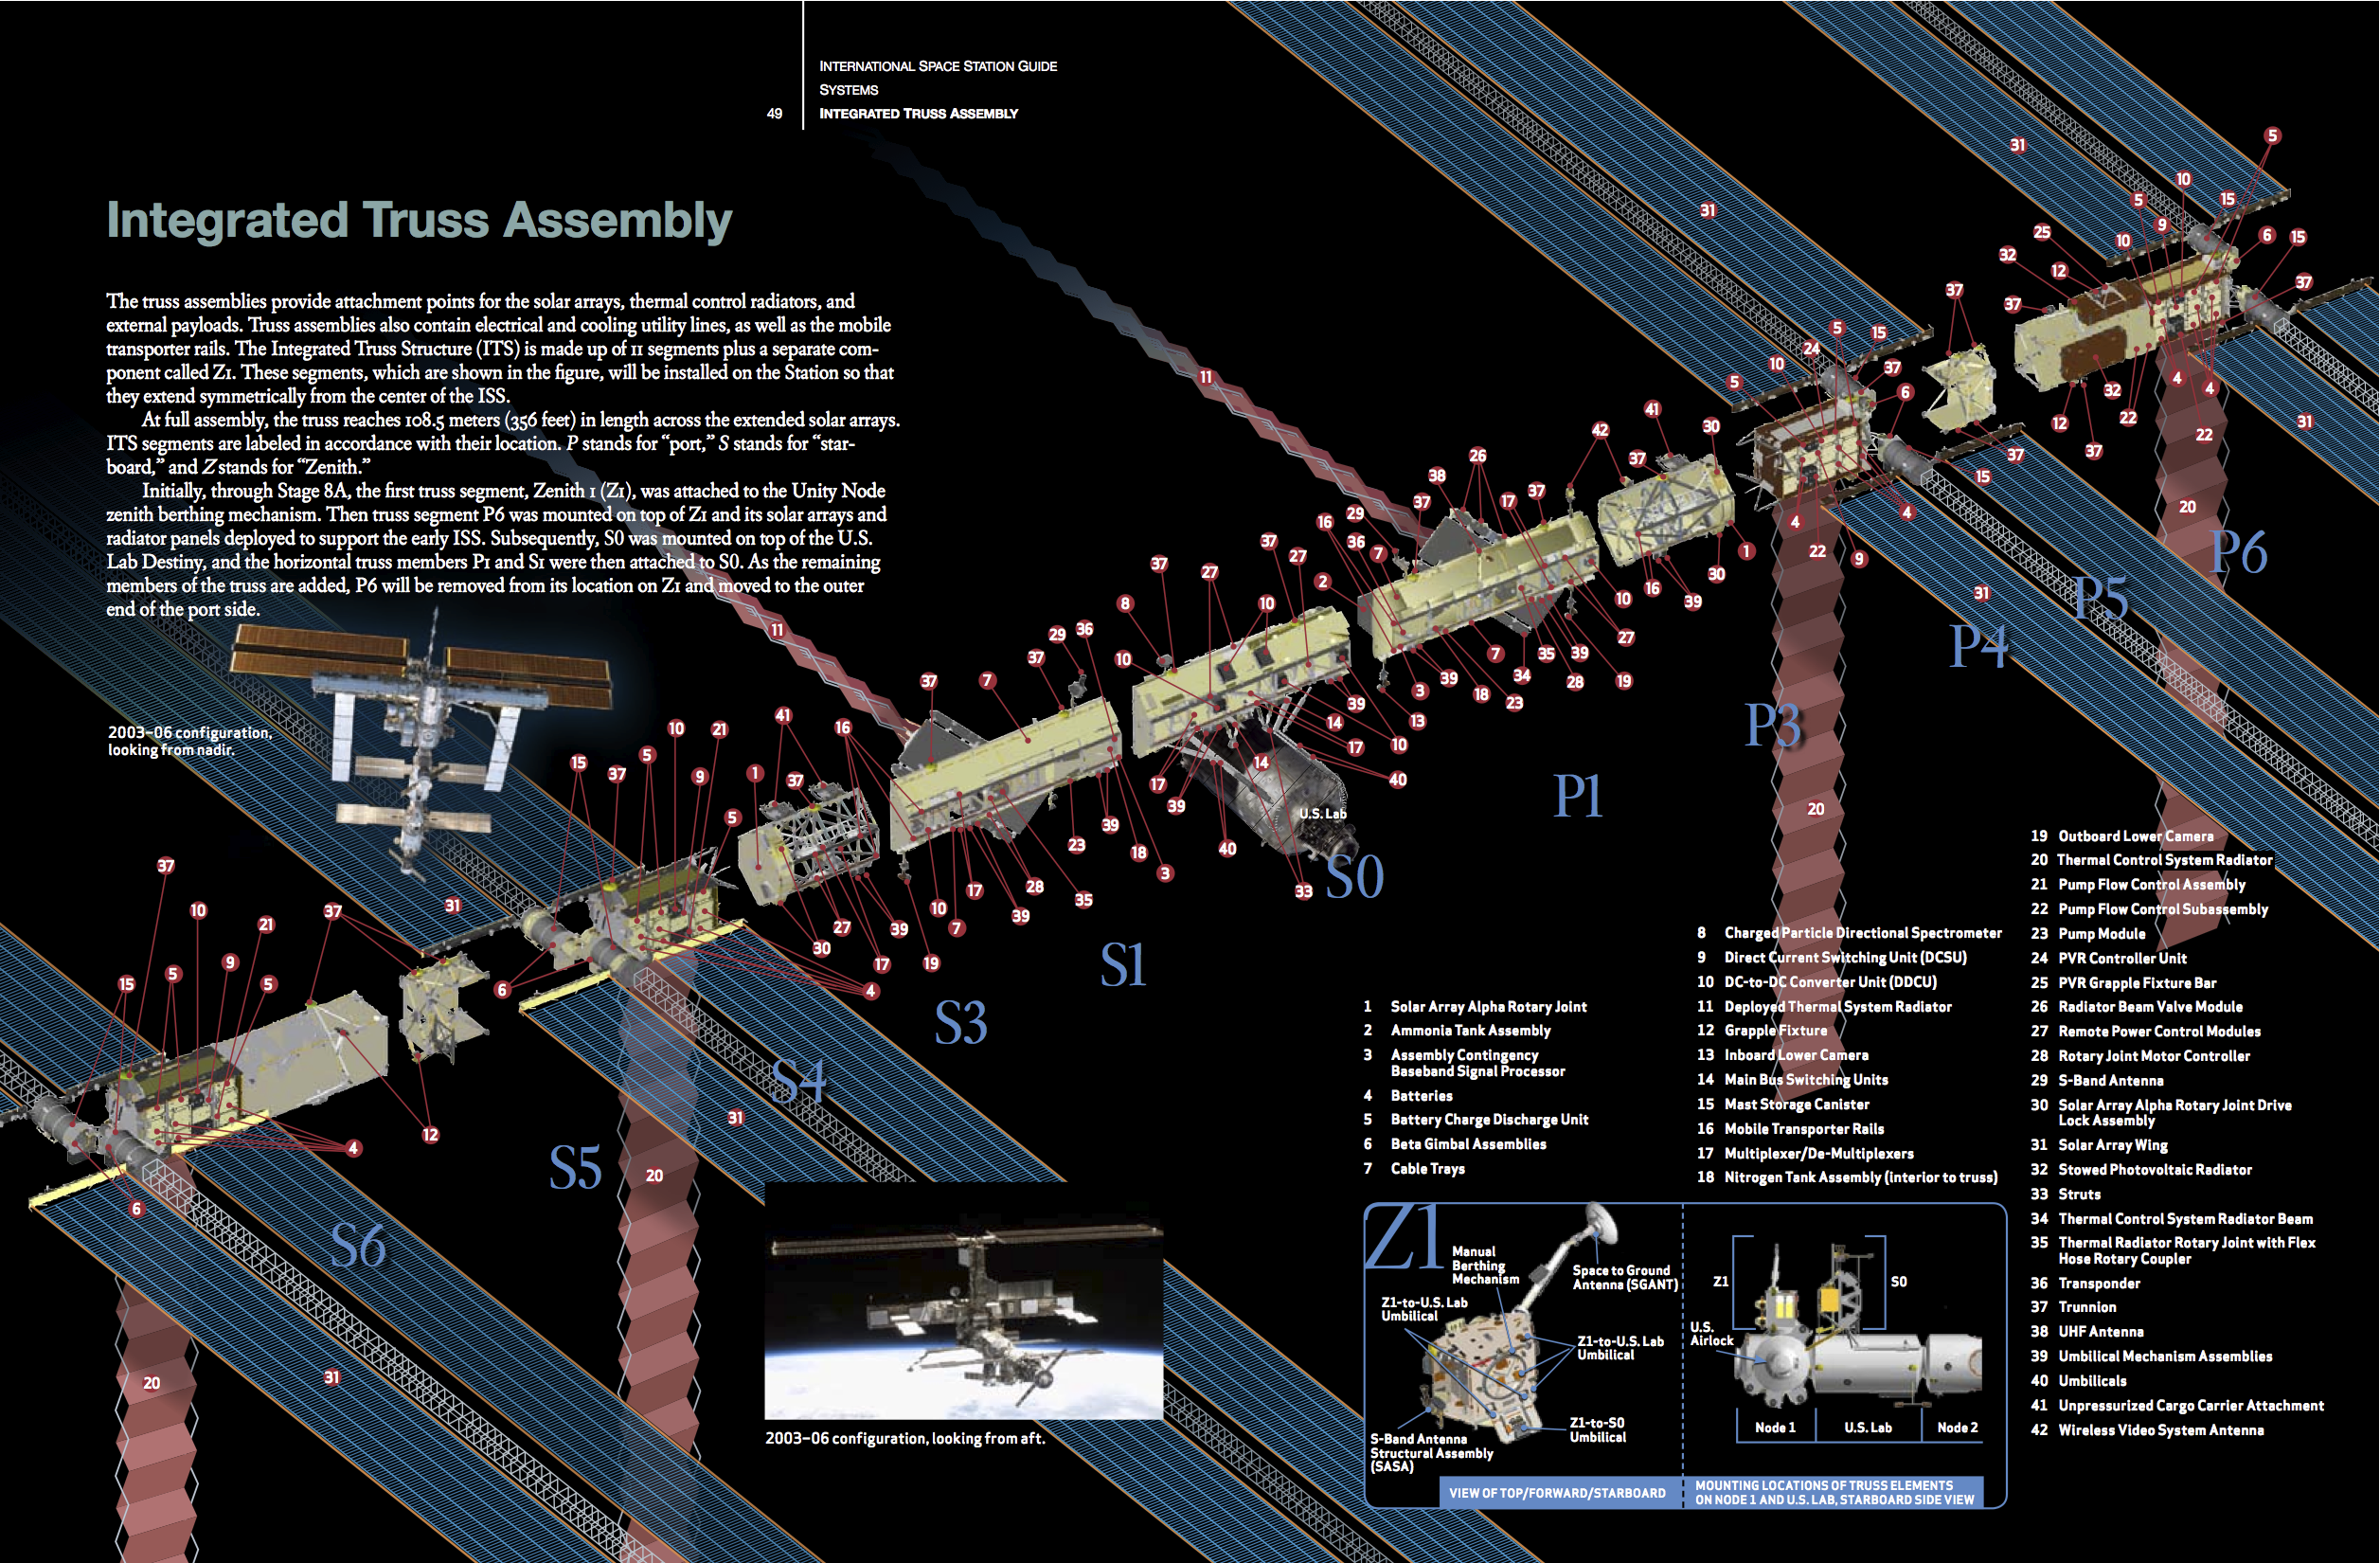 INTERNATIONAL SPACE STATION GUIDE
SYSTEMS
49 INTEGRATED TRUSS ASSEMBLY
Integrated Truss Assembly
The truss assemblies provide attachment points for the solar arrays, thermal control radiators, and
external payloads. Truss assemblies also contain electrical and cooling utility lines, as well as the mobile
transporter rails. The Integrated Truss Structure (ITS) is made up of 11 segments plus a separate com-
ponent called Z1. These segments, which are shown in the figure, will be installed on the Station so that
they extend symmetrically from the center of the ISS.
At full assembly, the truss reaches 108.5 meters (356 feet) in length across the extended solar arrays.
ITS segments are labeled in accordance with their location. P stands for “port,” S stands for “star-
board,” and Z stands for “Zenith.”
Initially, through Stage 8A, the first truss segment, Zenith 1 (Z1), was attached to the Unity Node
zenith berthing mechanism. Then truss segment P6 was mounted on top of Z1 and its solar arrays and
radiator panels deployed to support the early ISS. Subsequently, S0 was mounted on top of the U.S.
Lab Destiny, and the horizontal truss members P1 and S1 were then attached to S0. As the remaining
members of the truss are added, P6 will be removed from its location on Z1 and moved to the outer
end of the port side.
2003–06 configuration,
looking from nadir.
P6
P5
P4
P3
P1
U.S. Lab
S0
S1
S3
S4
S5
S6
2003–06 configuration, looking from aft.
1 Solar Array Alpha Rotary Joint
2 Ammonia Tank Assembly
3 Assembly Contingency
Baseband Signal Processor
4 Batteries
5 Battery Charge Discharge Unit
6 Beta Gimbal Assemblies
7 Cable Trays
8 Charged Particle Directional Spectrometer
9 Direct Current Switching Unit (DCSU)
10 DC-to-DC Converter Unit (DDCU)
11 Deployed Thermal System Radiator
12 Grapple Fixture
13 Inboard Lower Camera
14 Main Bus Switching Units
15 Mast Storage Canister
16 Mobile Transporter Rails
17 Multiplexer/De-Multiplexers
18 Nitrogen Tank Assembly (interior to truss)
19 Outboard Lower Camera
20 Thermal Control System Radiator
21 Pump Flow Control Assembly
22 Pump Flow Control Subassembly
23 Pump Module
24 PVR Controller Unit
25 PVR Grapple Fixture Bar
26 Radiator Beam Valve Module
27 Remote Power Control Modules
28 Rotary Joint Motor Controller
29 S-Band Antenna
30 Solar Array Alpha Rotary Joint Drive
Lock Assembly
31 Solar Array Wing
32 Stowed Photovoltaic Radiator
33 Struts
34 Thermal Control System Radiator Beam
35 Thermal Radiator Rotary Joint with Flex
Hose Rotary Coupler
36 Transponder
37 Trunnion
38 UHF Antenna
39 Umbilical Mechanism Assemblies
40 Umbilicals
41 Unpressurized Cargo Carrier Attachment
42 Wireless Video System Antenna
Z1
Manual
Berthing
Mechanism
Space to Ground
Antenna (SGANT)
Z1-to-U.S. Lab
Umbilical
Z1-to-U.S. Lab
Umbilical
Z1-to-S0
Umbilical
S-Band Antenna
Structural Assembly
(SASA)
VIEW OF TOP/FORWARD/STARBOARD
Z1
S0
U.S.
Airlock
Node 1
U.S. Lab
Node 2
MOUNTING LOCATIONS OF TRUSS ELEMENTS
ON NODE 1 AND U.S. LAB, STARBOARD SIDE VIEW